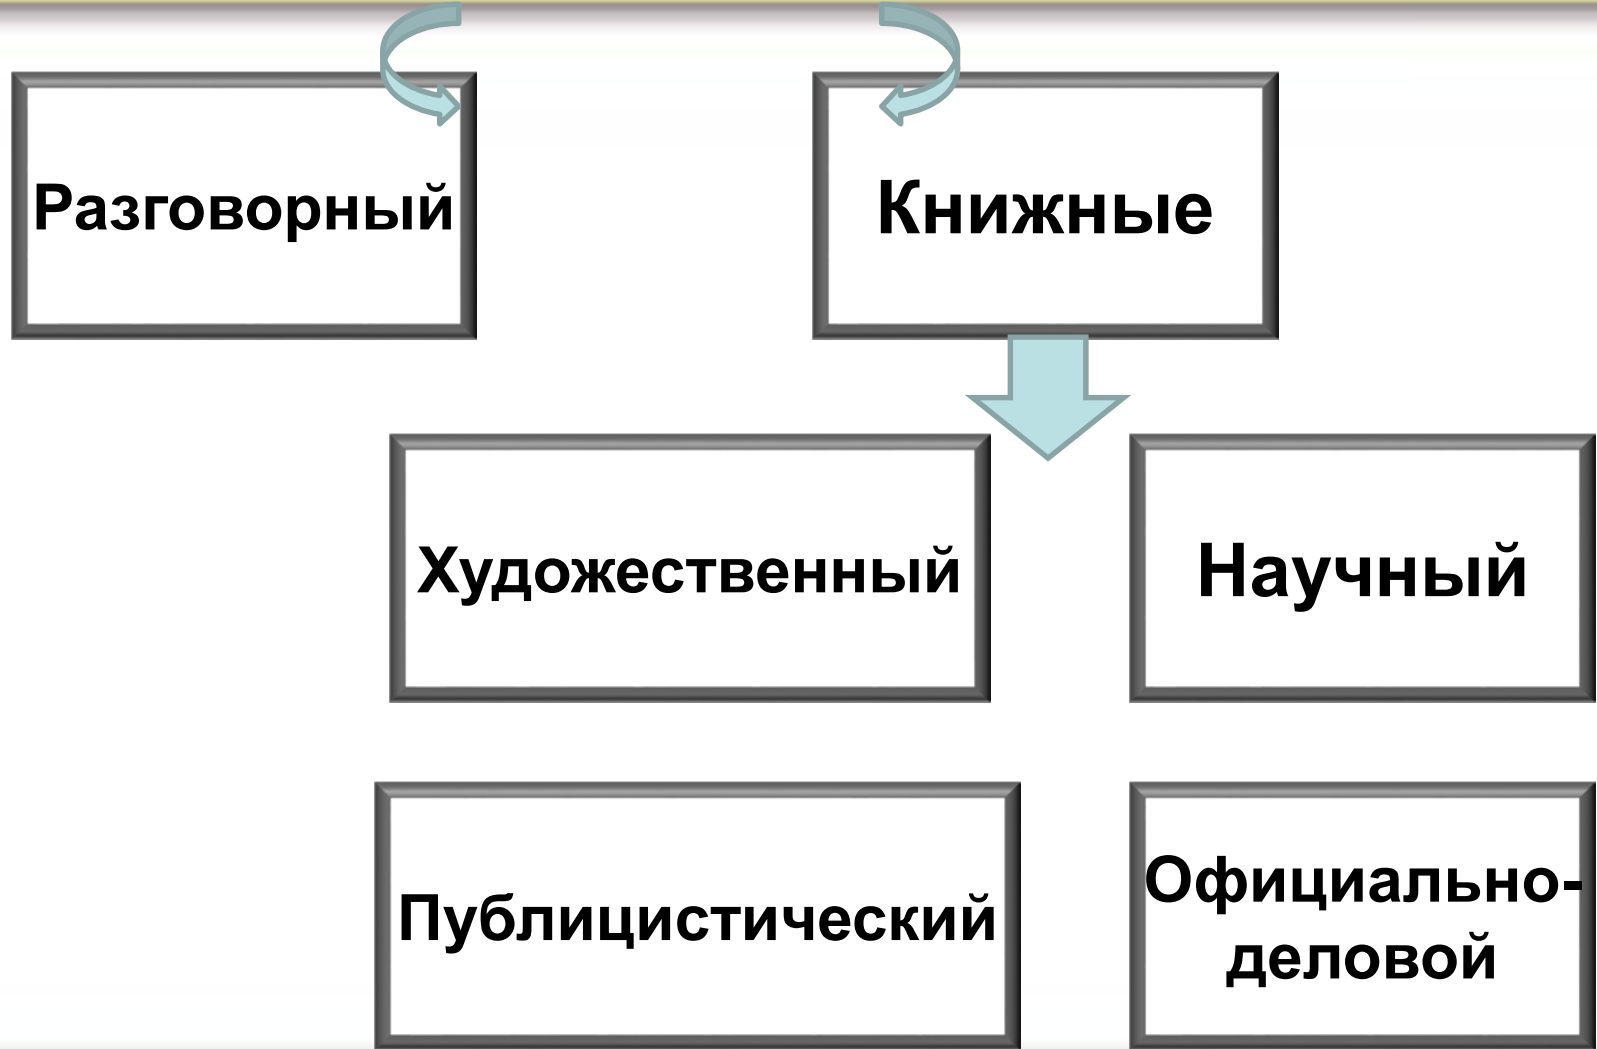 Разговорный
Книжные
Художественный
Научный
Публицистический
Официально-
деловой